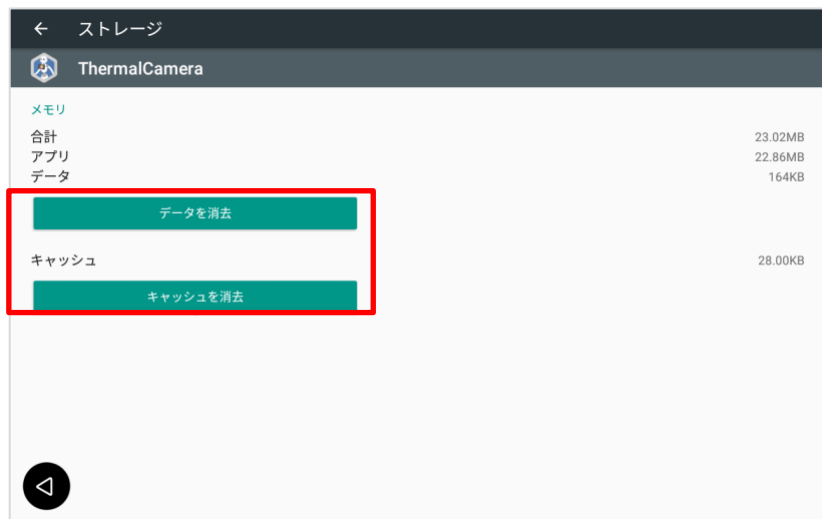 ストレージ
ThermalCamera
メモリ
合計 23.02MB
アプリ 22.86MB
データ 164KB
データを消去
キャッシュ 28.00KB
キャッシュを消去